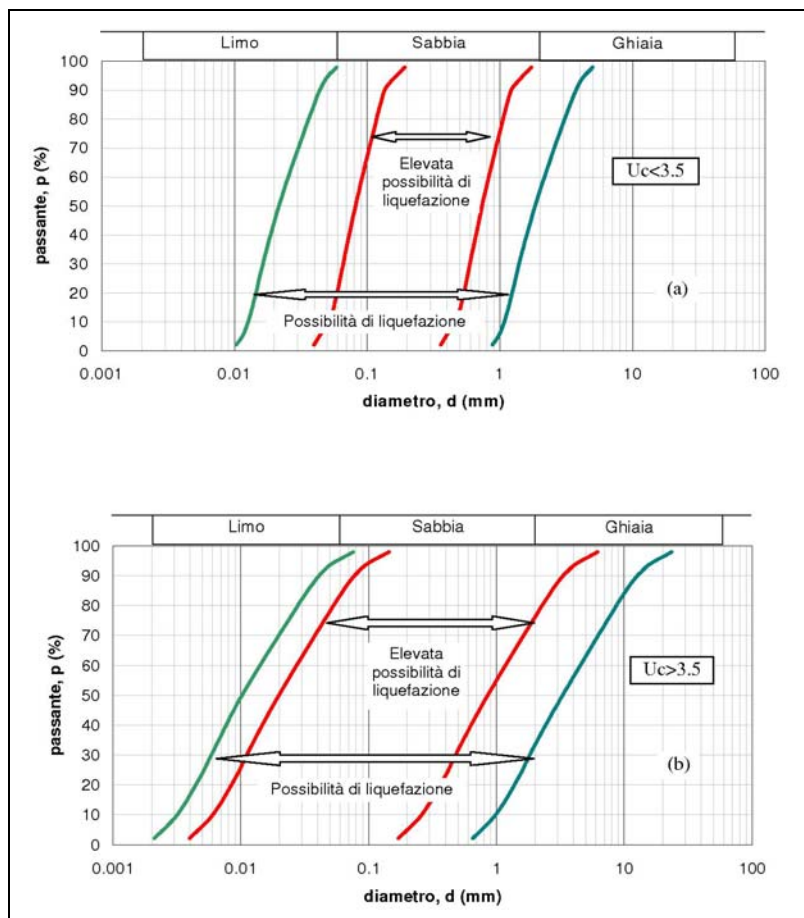 Limo Sabbia Ghiaia
100
90
80
70
60
50
40
30
20
10
0
passante, p (%)
Elevata
possibilità di
liquefazione
Uc<3.5
(a)
Possibilità di liquefazione
0.001 0.01 0.1 1 10 100
diametro, d (mm)
Limo Sabbia Ghiaia
100
90
80
70
60
50
40
30
20
10
0
passante, p (%)
Elevata
possibilità di
liquefazione
Uc>3.5
(b)
Possibilità di liquefazione
0.001 0.01 0.1 1 10 100
diametro, d (mm)